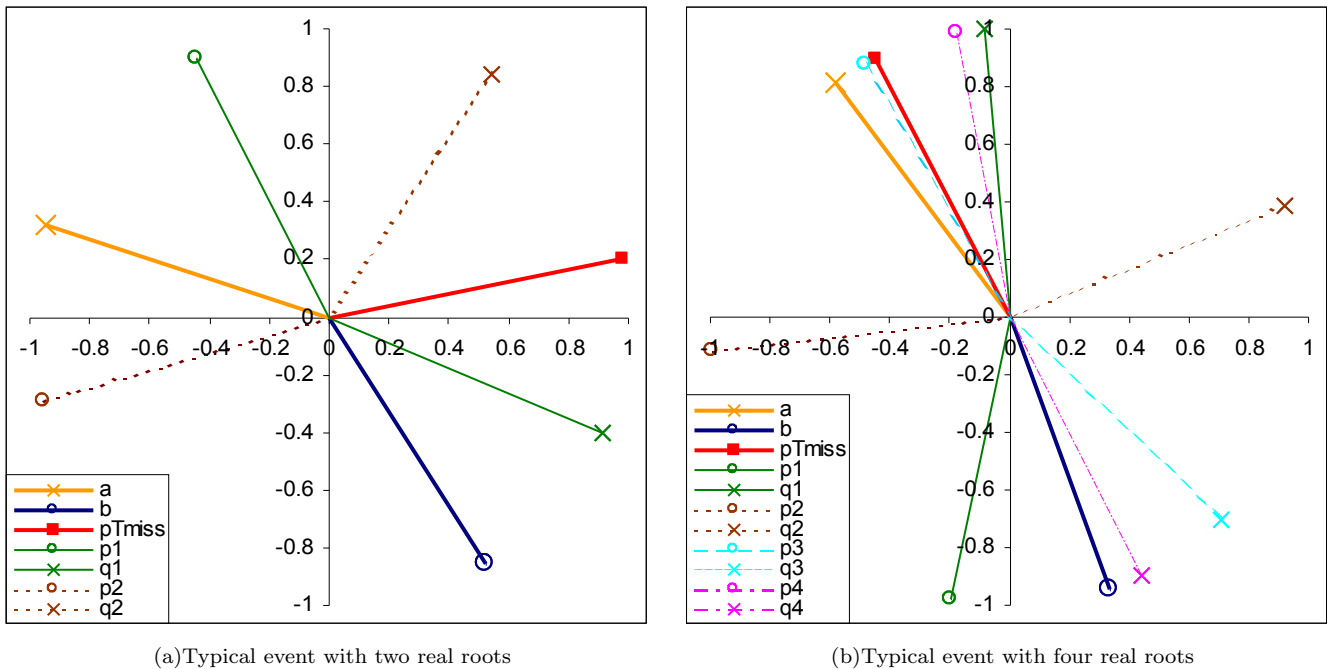 1
0.8
0.6
0.4
0.2
0
-1 -0.8 -0.6 -0.4 -0.2 0 0.2 0.4 0.6 0.8 1
-0.2
-0.4
-0.6
-0.8
-1
a
b
pTmiss
p1
q1
p2
q2
(a)Typical event with two real roots
1
0.8
0.6
0.4
0.2
0
-1 -0.8 -0.6 -0.4 -0.2 0.00 0.2 0.4 0.6 0.8 1
-0.2
-0.4
-0.6
-0.8
-1
a
b
pTmiss
p1
q1
p2
q2
p3
q3
p4
q4
(b)Typical event with four real roots